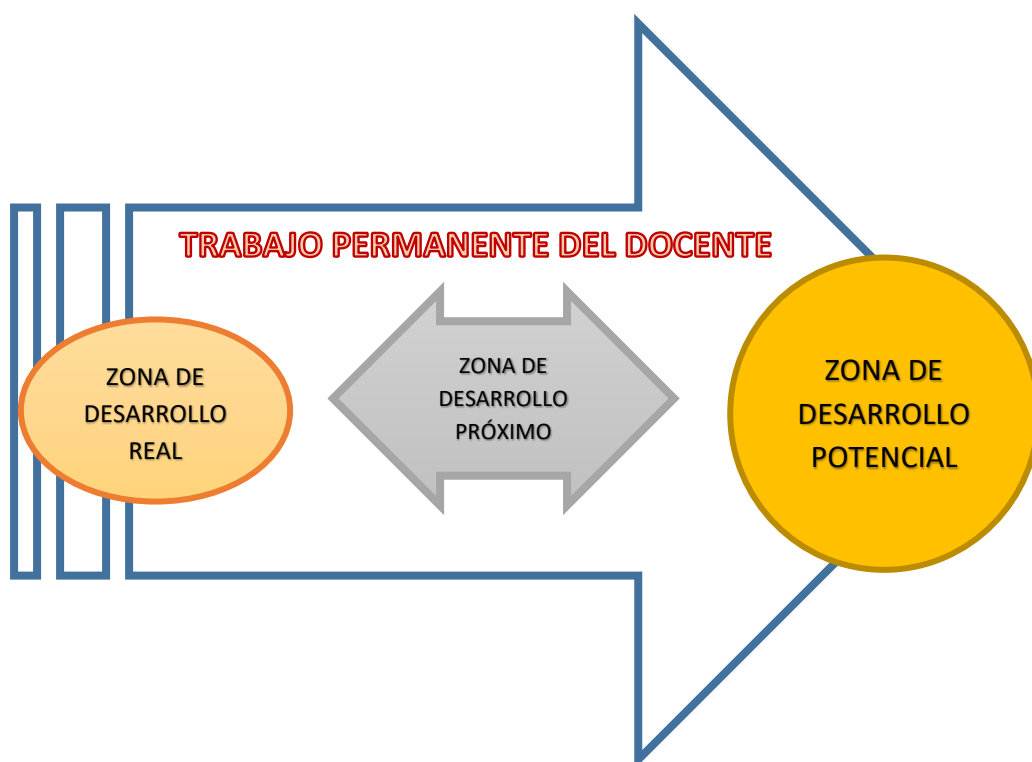 TRABAJO PERMANENTE DEL DOCENTE
ZONA DE
DESARROLLO
REAL
ZONA DE
DESARROLLO
PRÓXIMO
ZONA DE
DESARROLLO
POTENCIAL